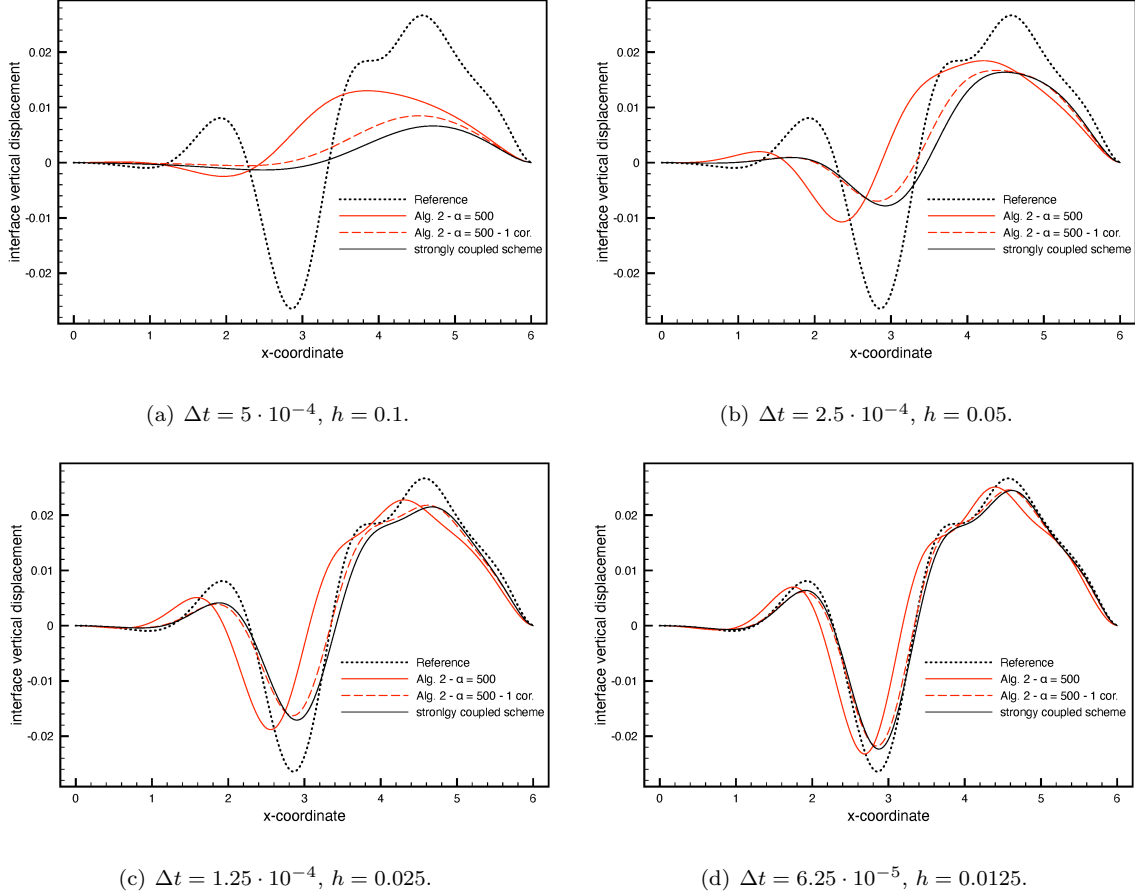 0.02
0.01
0
-0.01
-0.02
interface vertical displacement
Reference
Alg. 2 - α = 500
Alg. 2 - α = 500 - 1 cor.
strongly coupled scheme
0 1 2 3 4 5 6
x-coordinate
(a) Δt = 5 · 10⁻⁴, h = 0.1.
0.02
0.01
0
-0.01
-0.02
interface vertical displacement
Reference
Alg. 2 - α = 500
Alg. 2 - α = 500 - 1 cor.
strongly coupled scheme
0 1 2 3 4 5 6
x-coordinate
(b) Δt = 2.5 · 10⁻⁴, h = 0.05.
0.02
0.01
0
-0.01
-0.02
interface vertical displacement
Reference
Alg. 2 - α = 500
Alg. 2 - α = 500 - 1 cor.
stronlgy coupled scheme
0 1 2 3 4 5 6
x-coordinate
(c) Δt = 1.25 · 10⁻⁴, h = 0.025.
0.02
0.01
0
-0.01
-0.02
interface vertical displacement
Reference
Alg. 2 - α = 500
Alg. 2 - α = 500 - 1 cor.
strongly coupled scheme
0 1 2 3 4 5 6
x-coordinate
(d) Δt = 6.25 · 10⁻⁵, h = 0.0125.